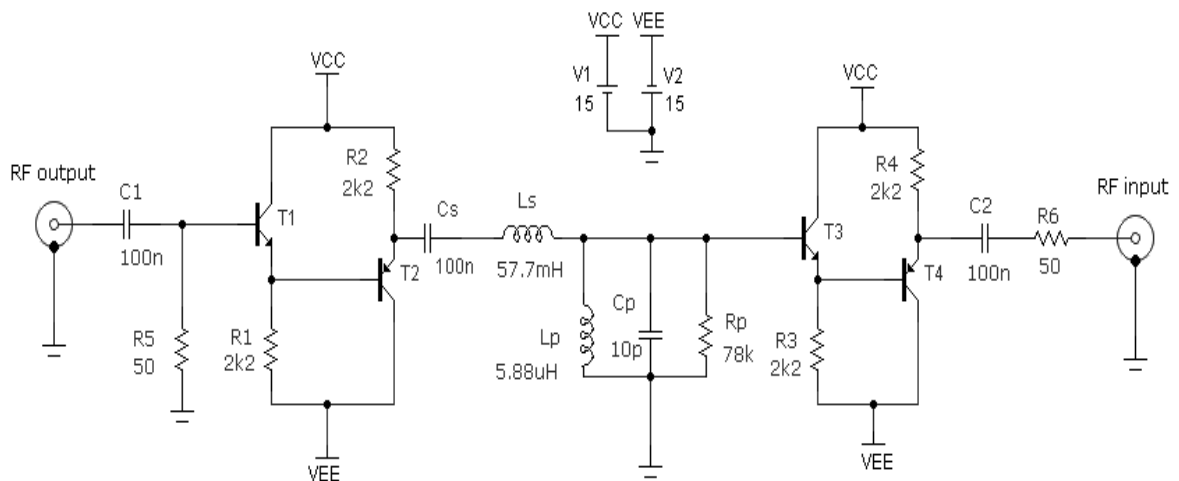 VCC VEE
V1 V2
15 15
VCC
VCC
RF output
R2
2k2
R4
2k2
RF input
C1
100n
T1
Cs
100n
Ls
57.7mH
T3
C2
100n
R6
50
T2
T4
R5
50
R1
2k2
Lp
5.88uH
Cp
10p
Rp
78k
R3
2k2
VEE
VEE